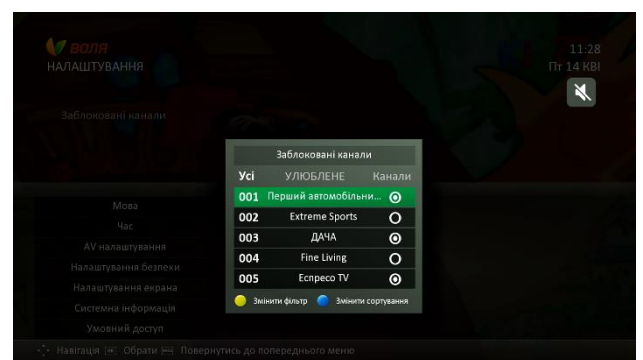 воля
НАЛАШТУВАННЯ
11:28
Пт 14 КВІ
Заблоковані канали
Заблоковані канали
Усі УЛЮБЛЕНЕ Канали
001 Перший автомобільни...
002 Extreme Sports
003 ДАЧА
004 Fine Living
005 Еспресо TV
Змінити фільтр Змінити сортування
Мова
Час
AV налаштування
Налаштування безпеки
Налаштування екрана
Системна інформація
Умовний доступ
Навігація Обрати Повернутись до попереднього меню